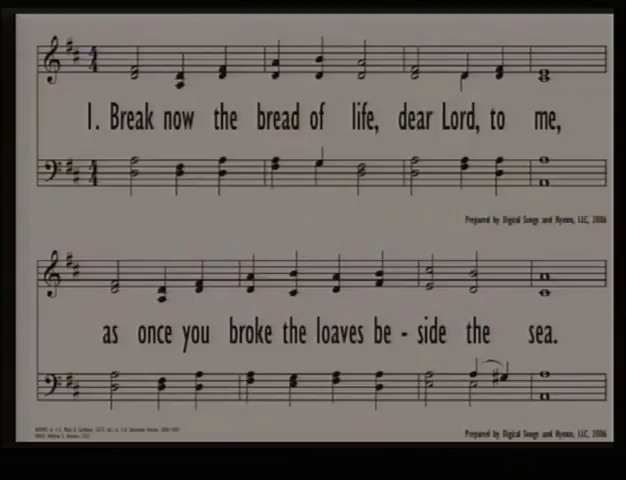 1. Break now the bread of life, dear Lord, to me,
Prepared by Digital Songs and Hymns, LLC, 2006
as once you broke the loaves be - side the sea.
Prepared by Digital Songs and Hymns, LLC, 2006